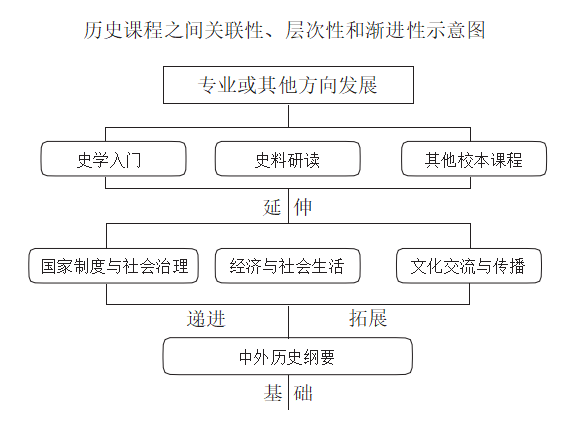 历史课程之间关联性、层次性和渐进性示意图
专业或其他方向发展
史学入门 史料研读 其他校本课程
延 伸
国家制度与社会治理 经济与社会生活 文化交流与传播
递进 拓展
中外历史纲要
基 础